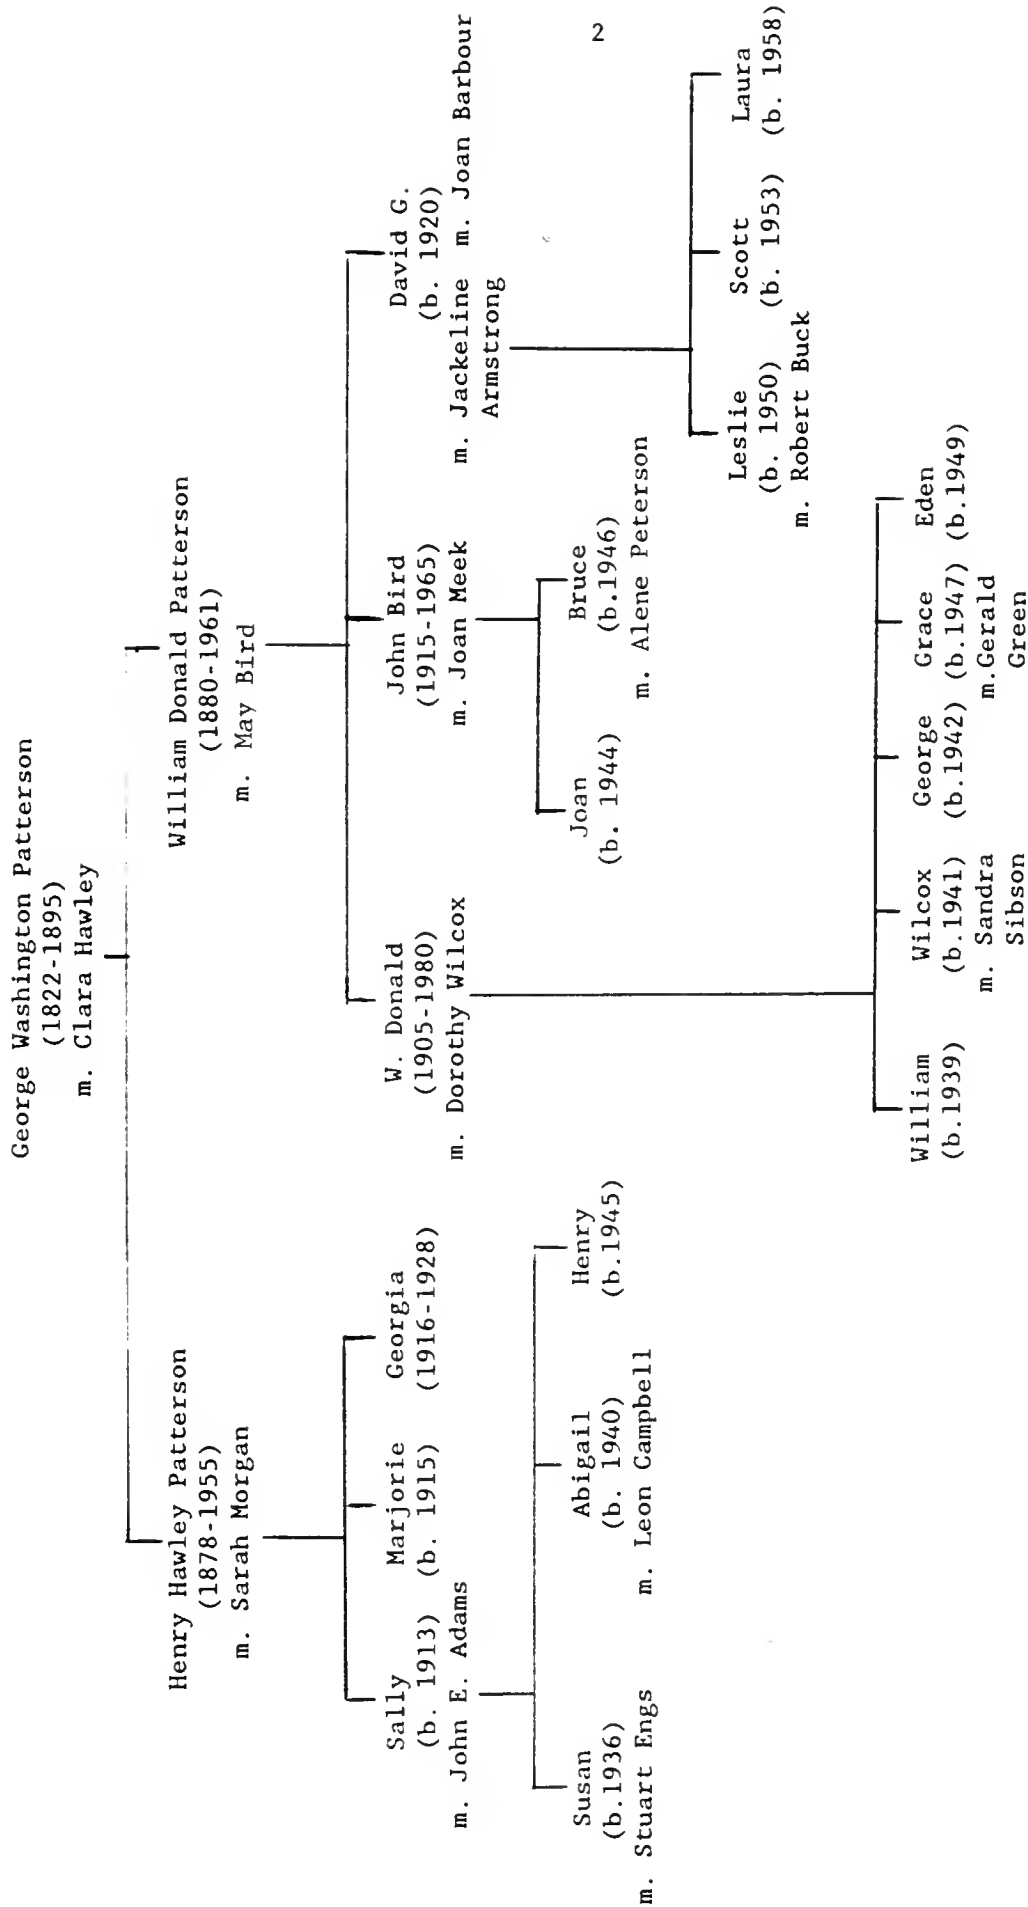 2
George Washington Patterson
(1822-1895)
m. Clara Hawley
Henry Hawley Patterson
(1878-1955)
m. Sarah Morgan
William Donald Patterson
(1880-1961)
m. May Bird
Sally
(b. 1913)
m. John E. Adams
Marjorie
(b. 1915)
Georgia
(1916-1928)
W. Donald
(1905-1980)
m. Dorothy Wilcox
John Bird
(1915-1965)
m. Joan Meek
David G.
(b. 1920)
m. Jackeline
Armstrong
m. Joan Barbour
Susan
(b.1936)
m. Stuart Engs
Abigail
(b. 1940)
m. Leon Campbell
Henry
(b.1945)
Joan
(b. 1944)
Bruce
(b.1946)
m. Alene Peterson
Leslie
(b. 1950)
m. Robert Buck
Scott
(b. 1953)
Laura
(b. 1958)
William
(b.1939)
Wilcox
(b.1941)
m. Sandra
Sibson
George
(b.1942)
Grace
(b.1947)
m.Gerald
Green
Eden
(b.1949)